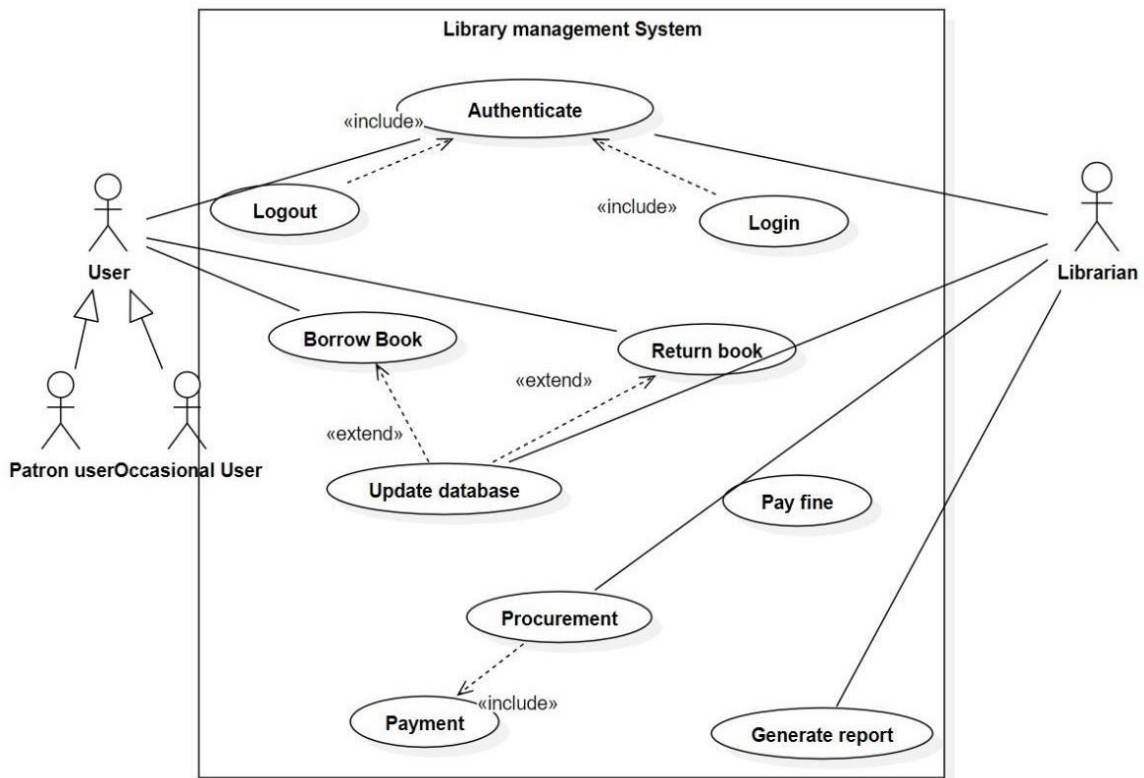 Library management System
Authenticate
«include»
Logout
«include»
Login
User
Librarian
Borrow Book
Return book
«extend»
«extend»
Patron user
Occasional User
Update database
Pay fine
Procurement
«include»
Payment
Generate report